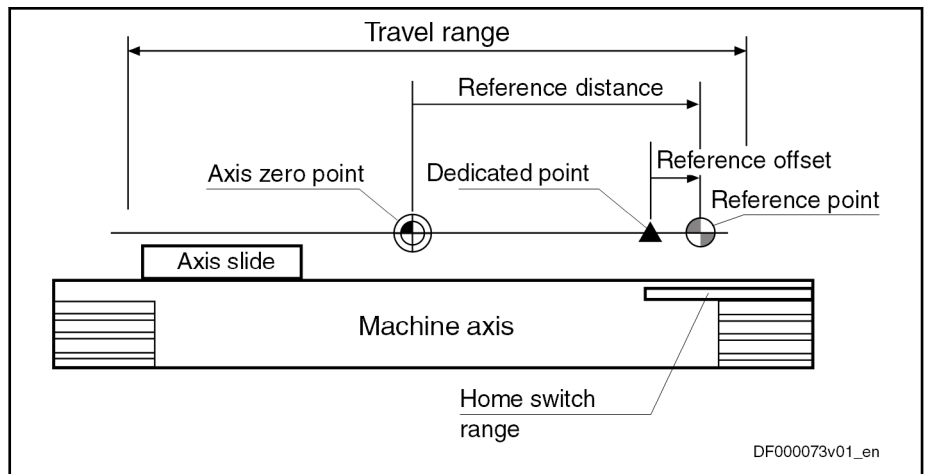 Travel range
Reference distance
Reference offset
Axis zero point
Dedicated point
Reference point
Axis slide
Machine axis
Home switch
range
DF000073v01_en